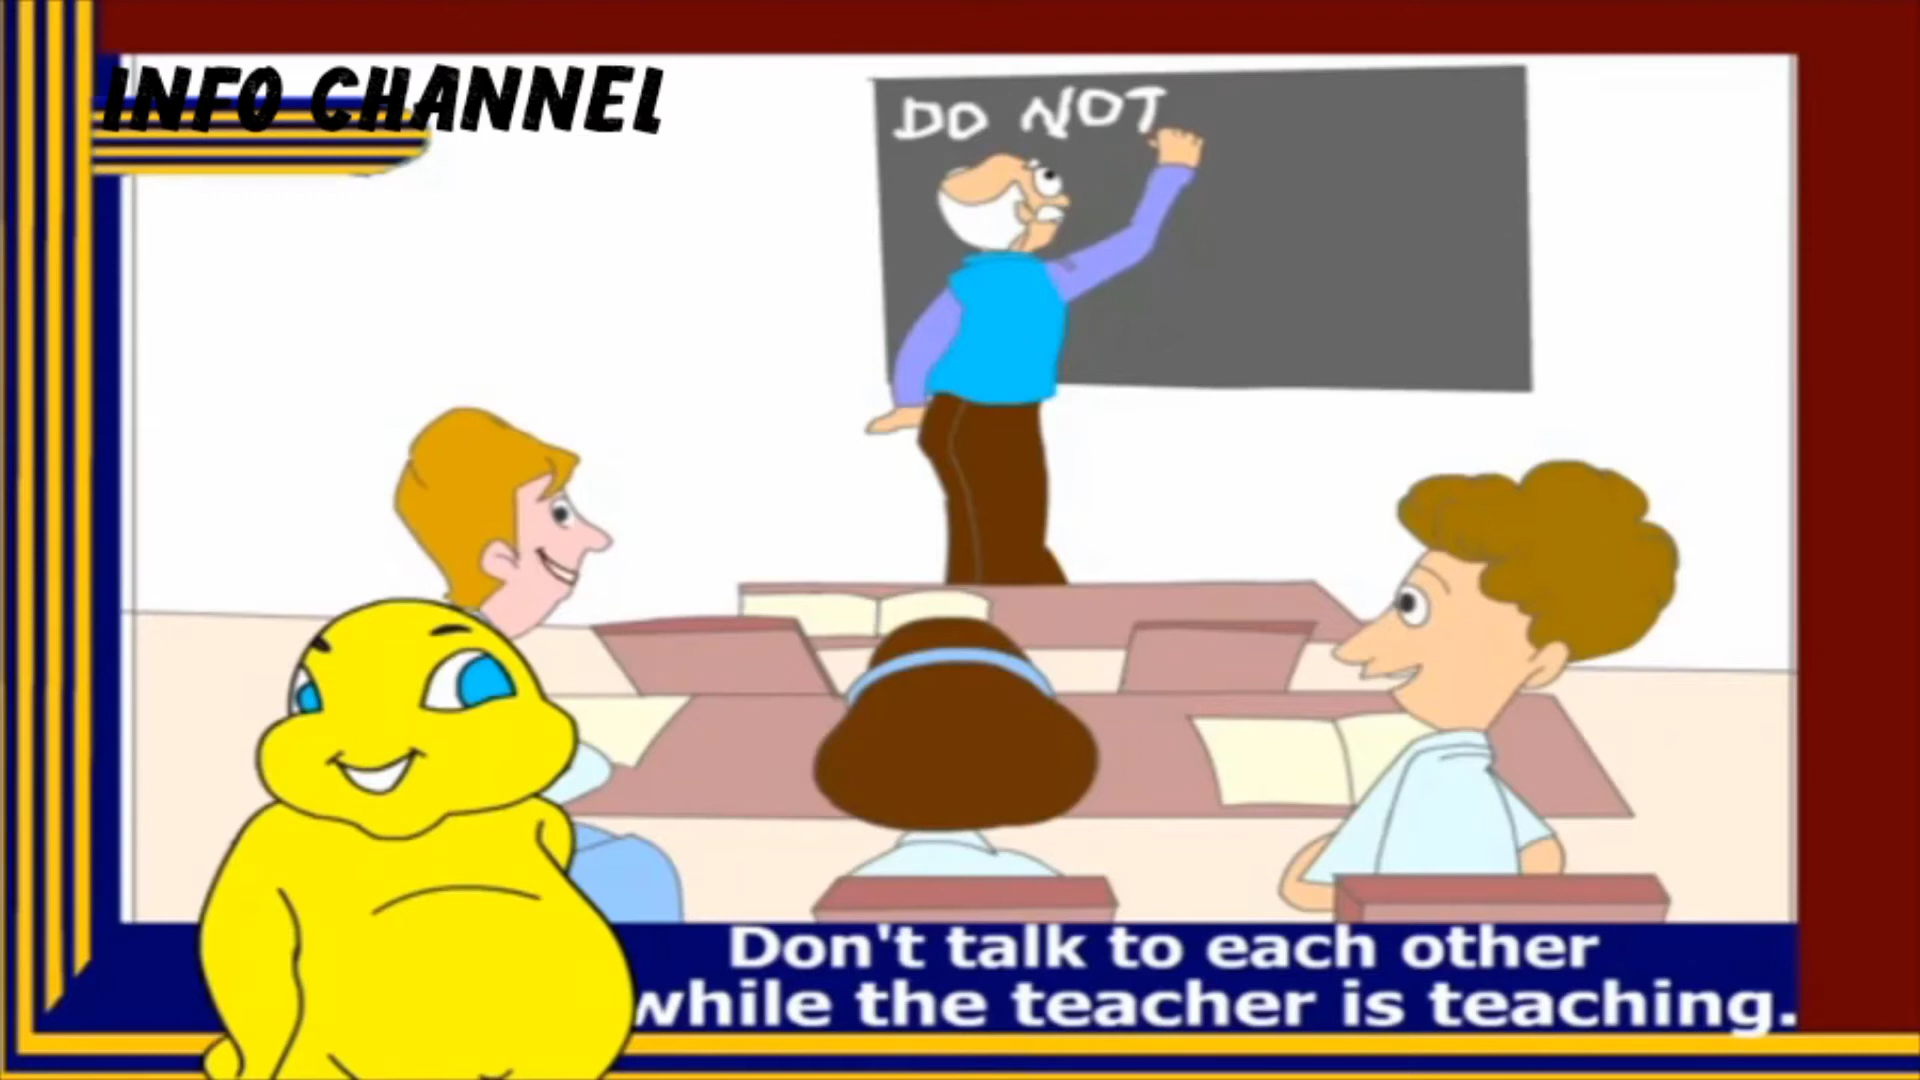 INFO CHANNEL
DO NOT
Don't talk to each other
while the teacher is teaching.